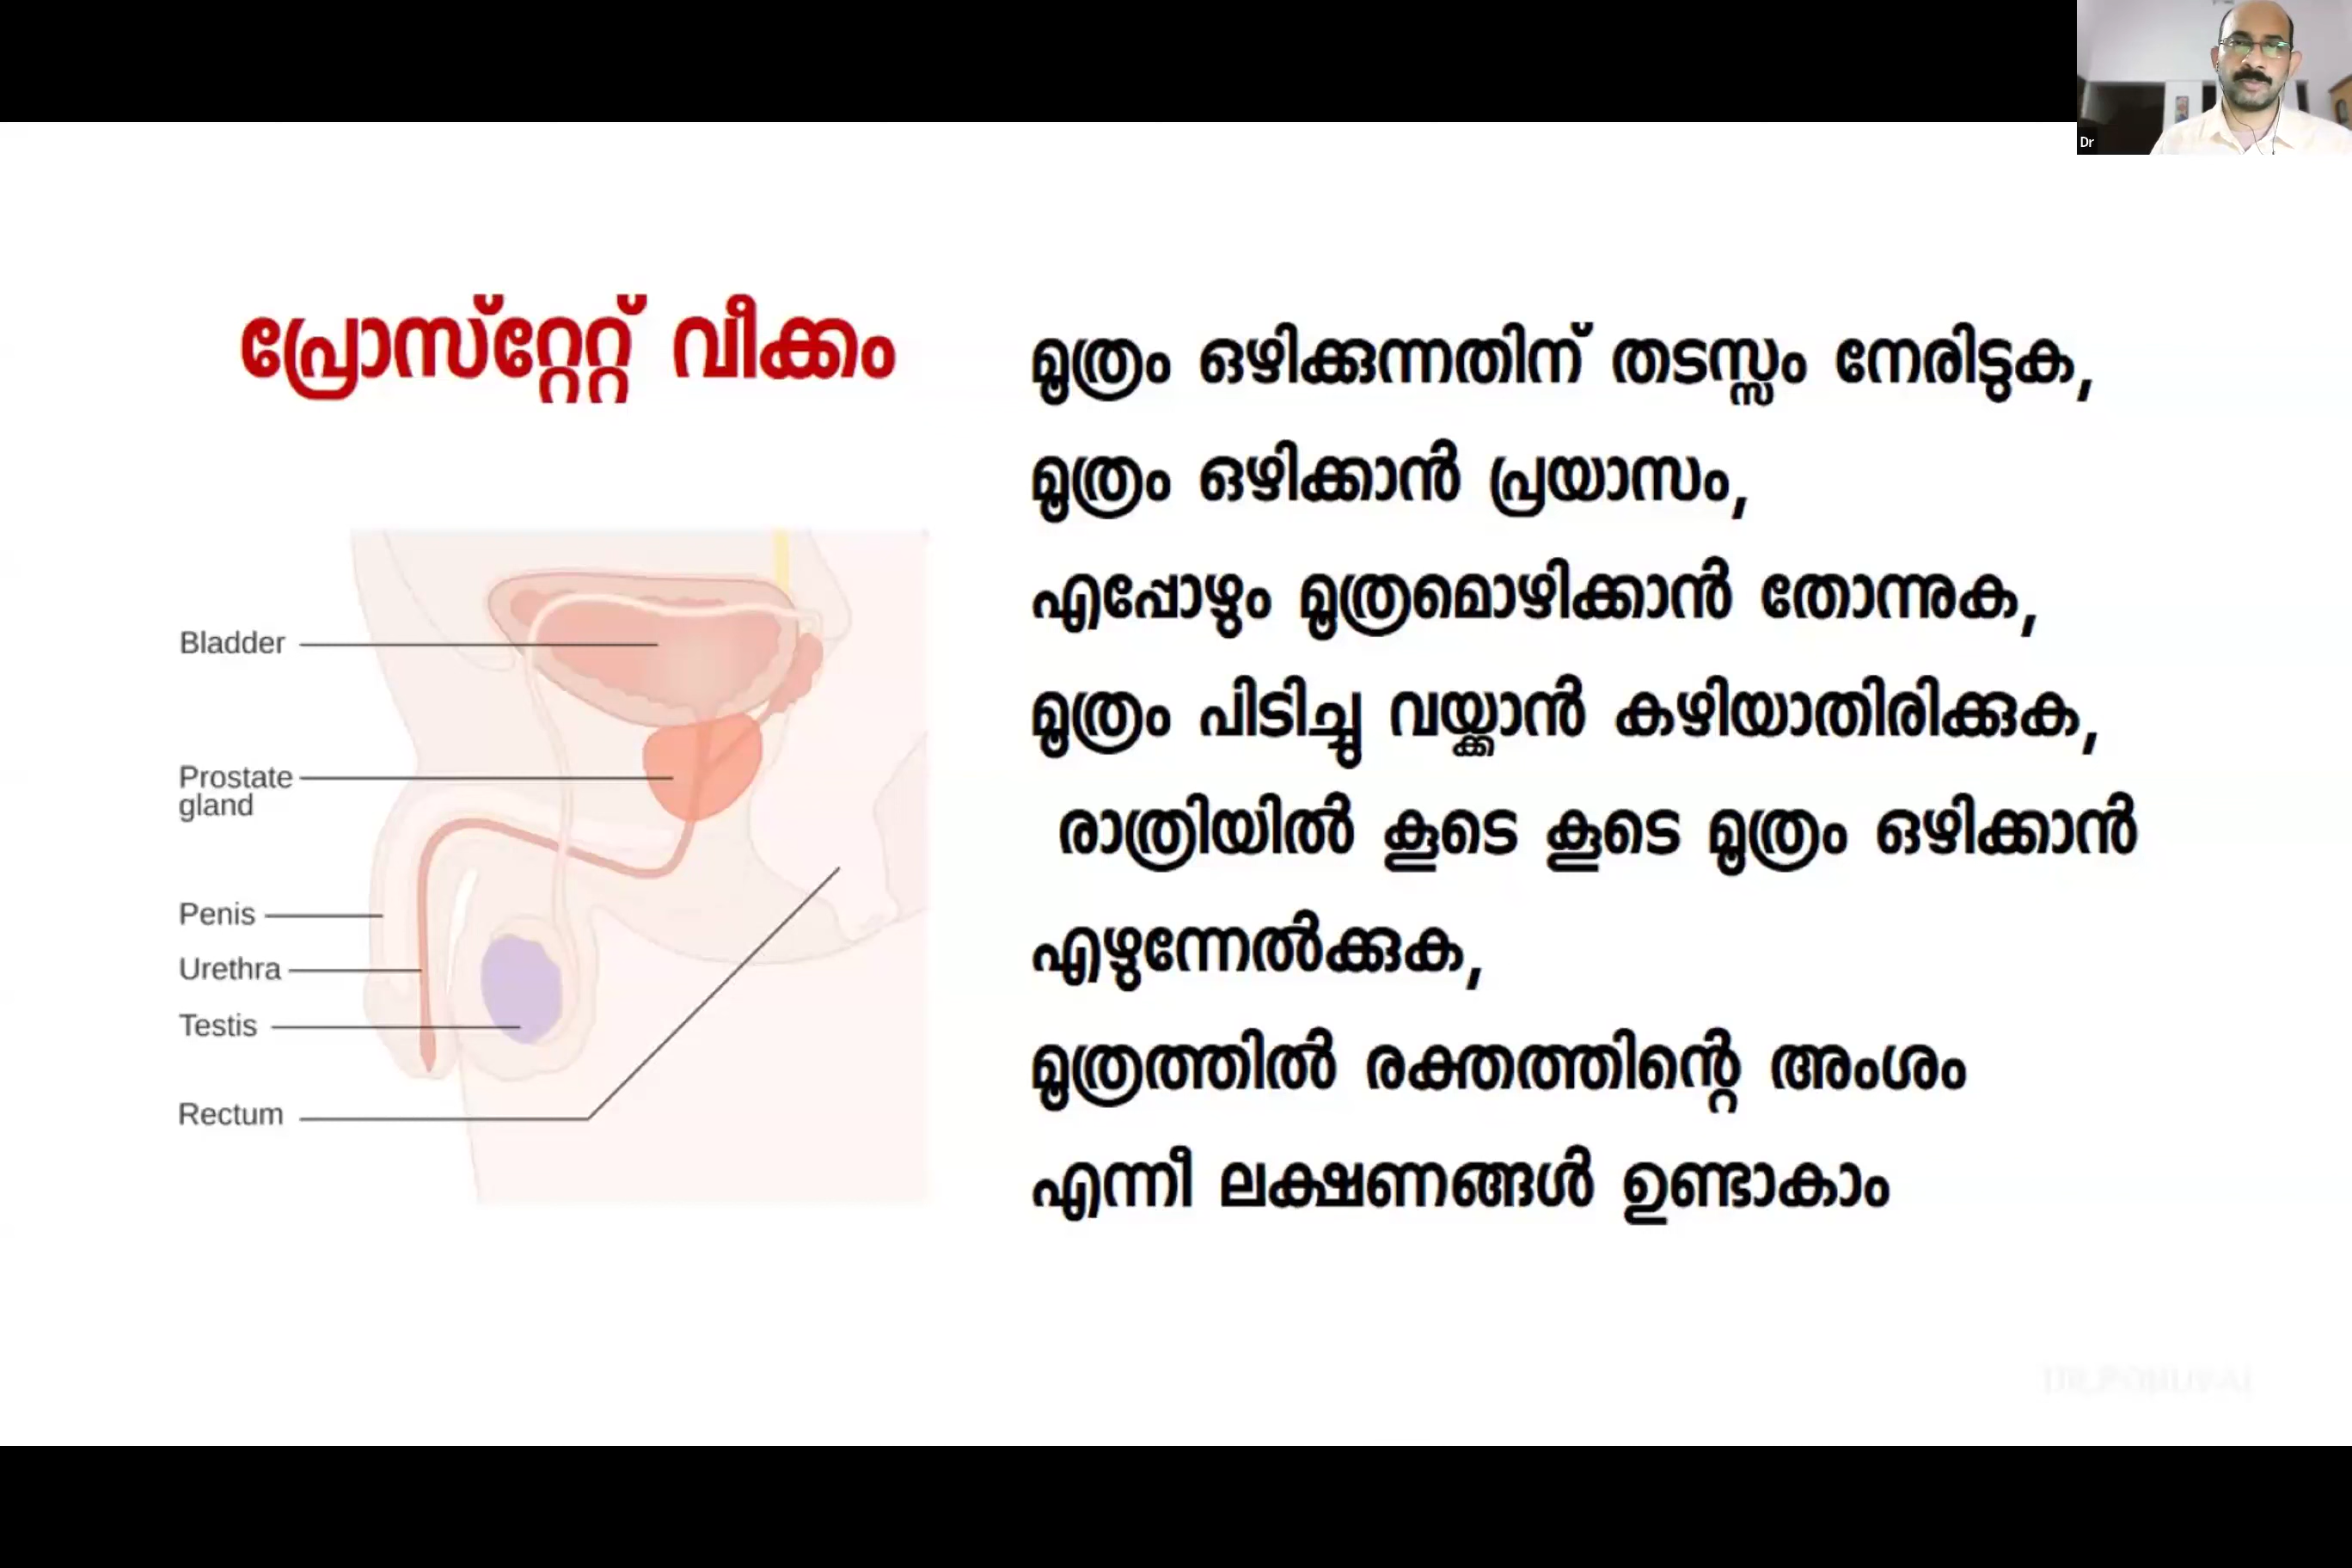 Dr
പ്രോസ്റ്റേറ്റ് വീക്കം
Bladder
Prostate
gland
Penis
Urethra
Testis
Rectum
മൂത്രം ഒഴിക്കുന്നതിന് തടസ്സം നേരിടുക,
മൂത്രം ഒഴിക്കാൻ പ്രയാസം,
എപ്പോഴും മൂത്രമൊഴിക്കാൻ തോന്നുക,
മൂത്രം പിടിച്ചു വയ്ക്കാൻ കഴിയാതിരിക്കുക,
രാത്രിയിൽ കൂടെ കൂടെ മൂത്രം ഒഴിക്കാൻ
എഴുന്നേൽക്കുക,
മൂത്രത്തിൽ രക്തത്തിന്റെ അംശം
എന്നീ ലക്ഷണങ്ങൾ ഉണ്ടാകാം